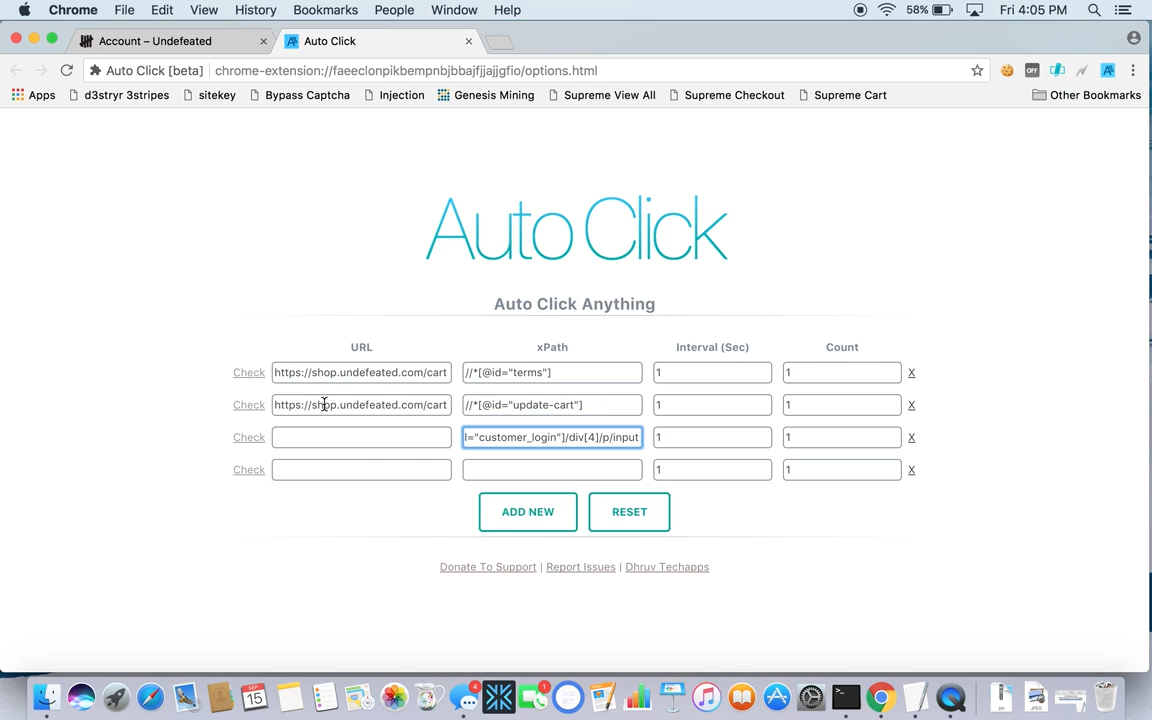 Chrome File Edit View History Bookmarks People Window Help 58% Fri 4:05 PM
Account – Undefeated Auto Click
Auto Click [beta] chrome-extension://faeeclonpikbempnbjbbajfjjajjgfio/options.html OFF
Apps d3stryr 3stripes sitekey Bypass Captcha Injection Genesis Mining Supreme View All Supreme Checkout Supreme Cart Other Bookmarks
Auto Click
Auto Click Anything
URL xPath Interval (Sec) Count
Check https://shop.undefeated.com/cart //*[@id="terms"] 1 1 X
Check https://shop.undefeated.com/cart //*[@id="update-cart"] 1 1 X
Check l="customer_login"]/div[4]/p/input 1 1 X
Check 1 1 X
ADD NEW RESET
Donate To Support | Report Issues | Dhruv Techapps
SEP 15 4 1